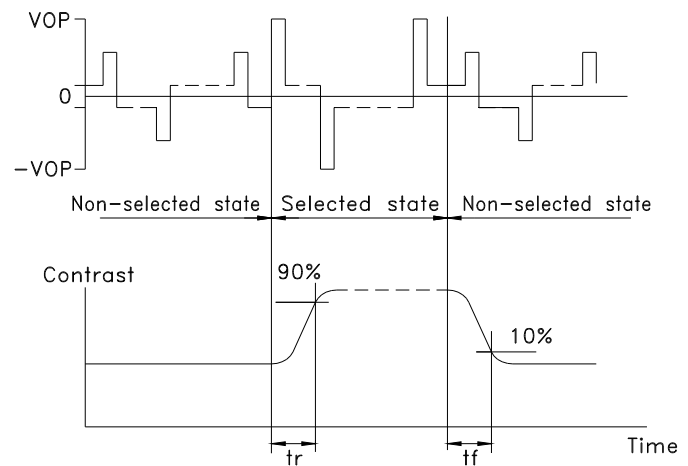 VOP
0
-VOP
Non-selected state
Selected state
Non-selected state
Contrast
90%
10%
tr
tf
Time